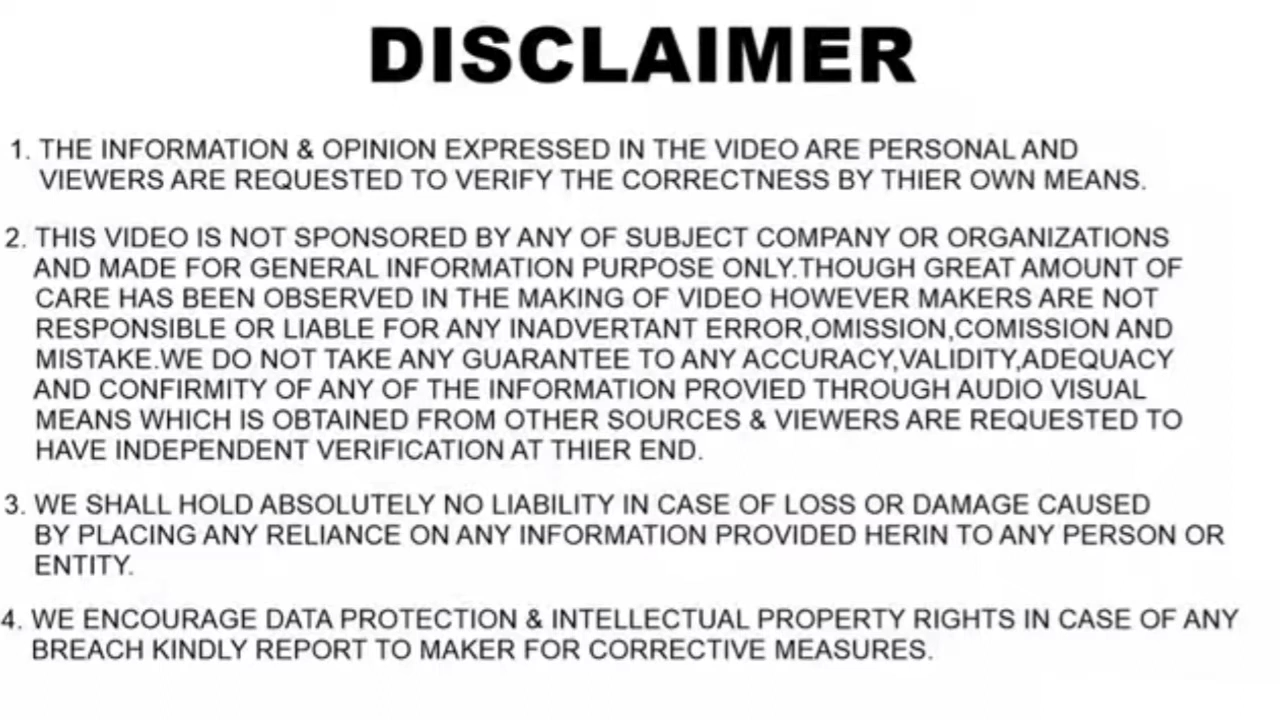 DISCLAIMER
1. THE INFORMATION & OPINION EXPRESSED IN THE VIDEO ARE PERSONAL AND
VIEWERS ARE REQUESTED TO VERIFY THE CORRECTNESS BY THIER OWN MEANS.
2. THIS VIDEO IS NOT SPONSORED BY ANY OF SUBJECT COMPANY OR ORGANIZATIONS
AND MADE FOR GENERAL INFORMATION PURPOSE ONLY.THOUGH GREAT AMOUNT OF
CARE HAS BEEN OBSERVED IN THE MAKING OF VIDEO HOWEVER MAKERS ARE NOT
RESPONSIBLE OR LIABLE FOR ANY INADVERTANT ERROR,OMISSION,COMISSION AND
MISTAKE.WE DO NOT TAKE ANY GUARANTEE TO ANY ACCURACY,VALIDITY,ADEQUACY
AND CONFIRMITY OF ANY OF THE INFORMATION PROVIED THROUGH AUDIO VISUAL
MEANS WHICH IS OBTAINED FROM OTHER SOURCES & VIEWERS ARE REQUESTED TO
HAVE INDEPENDENT VERIFICATION AT THIER END.
3. WE SHALL HOLD ABSOLUTELY NO LIABILITY IN CASE OF LOSS OR DAMAGE CAUSED
BY PLACING ANY RELIANCE ON ANY INFORMATION PROVIDED HERIN TO ANY PERSON OR
ENTITY.
4. WE ENCOURAGE DATA PROTECTION & INTELLECTUAL PROPERTY RIGHTS IN CASE OF ANY
BREACH KINDLY REPORT TO MAKER FOR CORRECTIVE MEASURES.